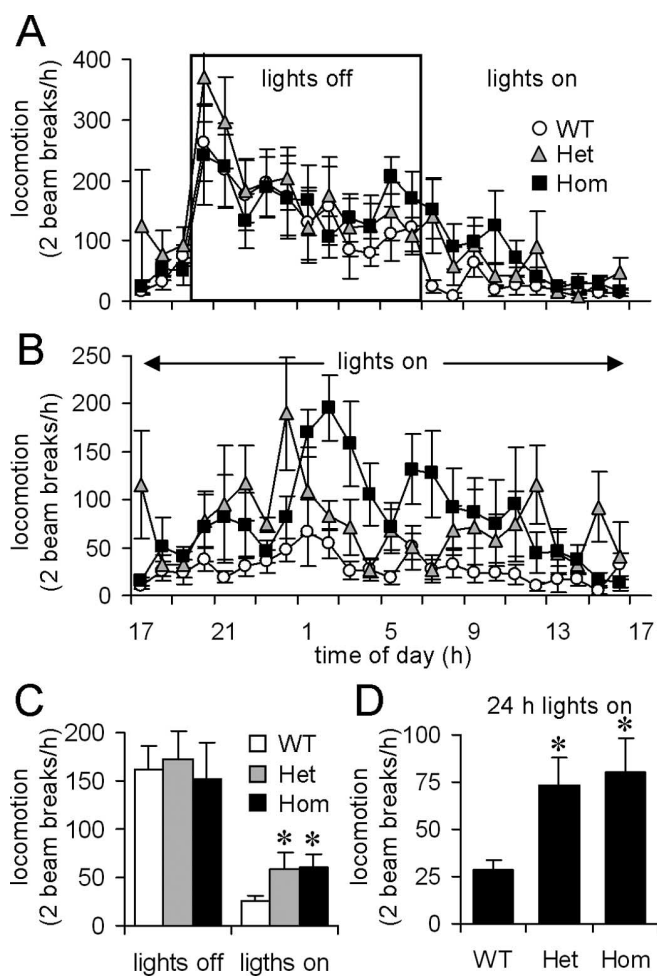 A
locomotion
(2 beam breaks/h)
400
300
200
100
0
lights off
lights on
WT
Het
Hom
B
locomotion
(2 beam breaks/h)
250
200
150
100
50
0
lights on
17
21
1
5
9
13
17
time of day (h)
C
locomotion
(2 beam breaks/h)
200
150
100
50
0
WT
Het
Hom
* *
lights off
ligths on
D
24 h lights on
locomotion
(2 beam breaks/h)
100
75
50
25
0
* *
WT
Het
Hom